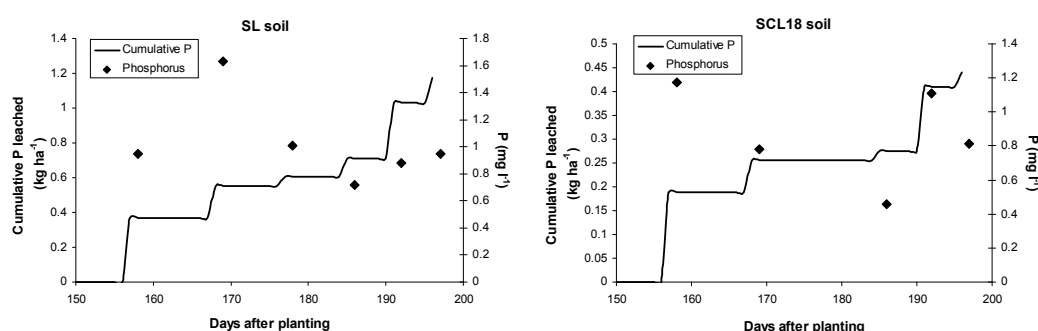 SL soil
Cumulative P
Phosphorus
1.4
1.2
1
0.8
0.6
0.4
0.2
0
1.8
1.6
1.4
1.2
1
0.8
0.6
0.4
0.2
0
Cumulative P leached
(kg ha⁻¹)
P (mg l⁻¹)
150 160 170 180 190 200
Days after planting
SCL18 soil
Cumulative P
Phosphorus
0.5
0.45
0.4
0.35
0.3
0.25
0.2
0.15
0.1
0.05
0
1.4
1.2
1
0.8
0.6
0.4
0.2
0
Cumulative P leached
(kg ha⁻¹)
P (mg l⁻¹)
150 160 170 180 190 200
Days after planting